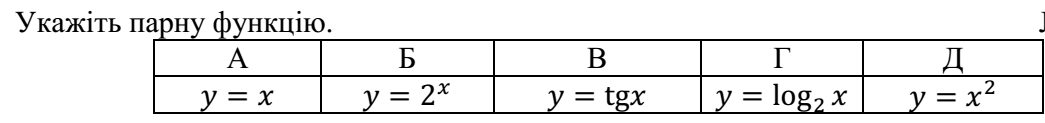 Укажіть парну функцію.
А Б В Г Д
y = x y = 2^x y = tgx y = log₂ x y = x²